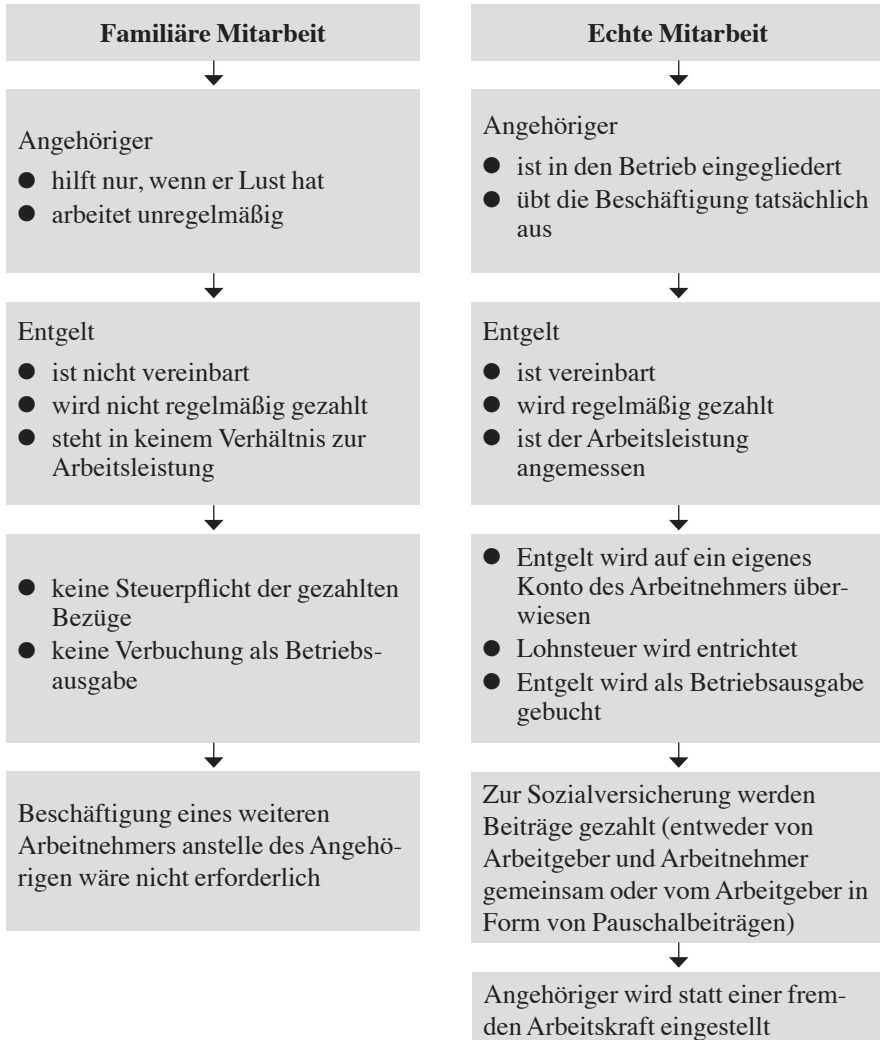 Familiäre Mitarbeit
Angehöriger
● hilft nur, wenn er Lust hat
● arbeitet unregelmäßig
Entgelt
● ist nicht vereinbart
● wird nicht regelmäßig gezahlt
● steht in keinem Verhältnis zur
Arbeitsleistung
● keine Steuerpflicht der gezahlten
Bezüge
● keine Verbuchung als Betriebs-
ausgabe
Beschäftigung eines weiteren
Arbeitnehmers anstelle des Angehö-
rigen wäre nicht erforderlich
Echte Mitarbeit
Angehöriger
● ist in den Betrieb eingegliedert
● übt die Beschäftigung tatsächlich
aus
Entgelt
● ist vereinbart
● wird regelmäßig gezahlt
● ist der Arbeitsleistung
angemessen
● Entgelt wird auf ein eigenes
Konto des Arbeitnehmers über-
wiesen
● Lohnsteuer wird entrichtet
● Entgelt wird als Betriebsausgabe
gebucht
Zur Sozialversicherung werden
Beiträge gezahlt (entweder von
Arbeitgeber und Arbeitnehmer
gemeinsam oder vom Arbeitgeber in
Form von Pauschalbeiträgen)
Angehöriger wird statt einer frem-
den Arbeitskraft eingestellt